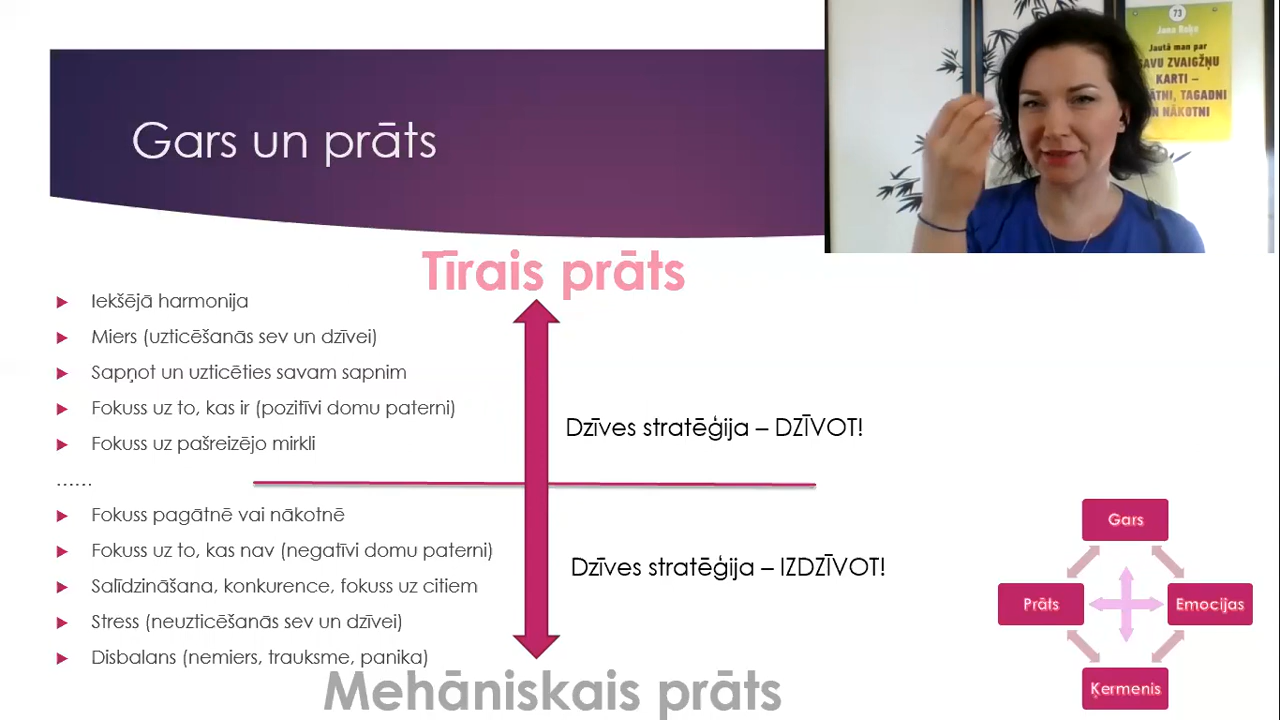 Gars un prāts
73
Jana Roķe
Jautā man par
SAVU ZVAIGŽŅU
KARTI –
TAGADNI
NĀKOTNI
Tīrais prāts
Iekšējā harmonija
Miers (uzticēšanās sev un dzīvei)
Sapņot un uzticēties savam sapnim
Fokuss uz to, kas ir (pozitīvi domu paterni)
Fokuss uz pašreizējo mirkli
Dzīves stratēģija – DZĪVOT!
......
Fokuss pagātnē vai nākotnē
Fokuss uz to, kas nav (negatīvi domu paterni)
Salīdzināšana, konkurence, fokuss uz citiem
Stress (neuzticēšanās sev un dzīvei)
Disbalans (nemiers, trauksme, panika)
Dzīves stratēģija – IZDZĪVOT!
Mehāniskais prāts
Gars
Prāts
Emocijas
Ķermenis